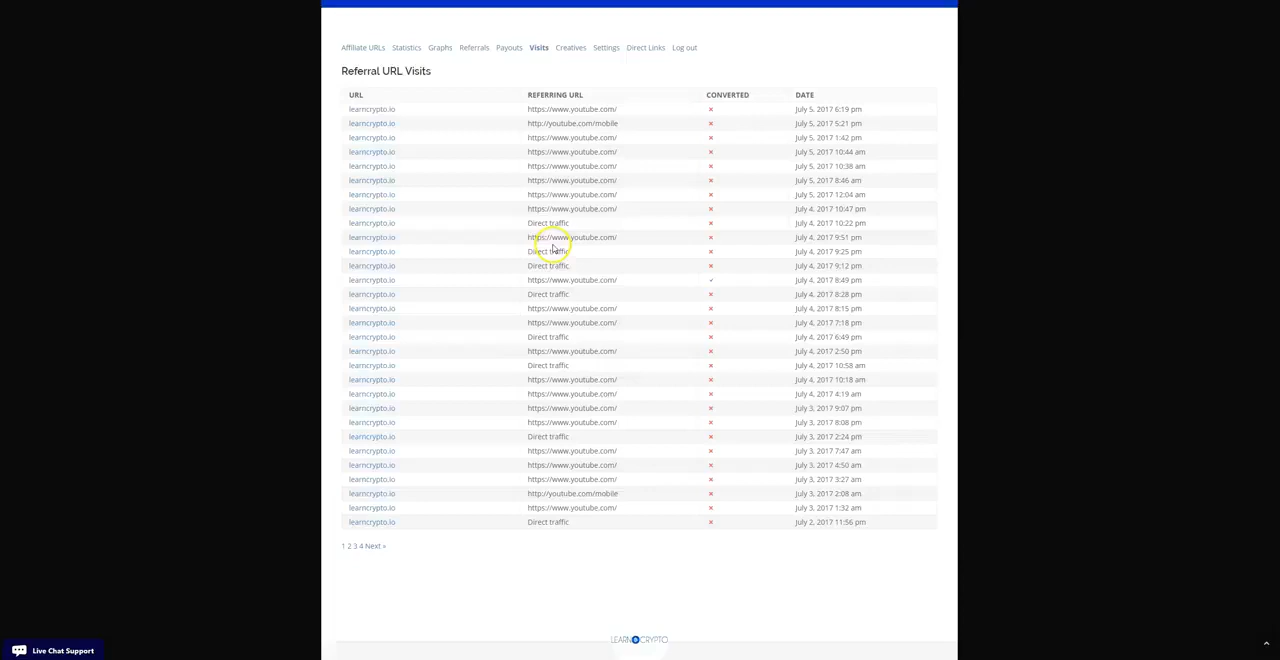 Affiliate URLs Statistics Graphs Referrals Payouts Visits Creatives Settings Direct Links Log out
Referral URL Visits
URL REFERRING URL CONVERTED DATE
learncrypto.io https://www.youtube.com/ × July 5, 2017 6:19 pm
learncrypto.io http://youtube.com/mobile × July 5, 2017 5:21 pm
learncrypto.io https://www.youtube.com/ × July 5, 2017 1:42 pm
learncrypto.io https://www.youtube.com/ × July 5, 2017 10:44 am
learncrypto.io https://www.youtube.com/ × July 5, 2017 10:38 am
learncrypto.io https://www.youtube.com/ × July 5, 2017 8:46 am
learncrypto.io https://www.youtube.com/ × July 5, 2017 12:04 am
learncrypto.io https://www.youtube.com/ × July 4, 2017 10:47 pm
learncrypto.io Direct traffic × July 4, 2017 10:22 pm
learncrypto.io https://www.youtube.com/ × July 4, 2017 9:51 pm
learncrypto.io Direct traffic × July 4, 2017 9:25 pm
learncrypto.io Direct traffic × July 4, 2017 9:12 pm
learncrypto.io https://www.youtube.com/ ✓ July 4, 2017 8:49 pm
learncrypto.io Direct traffic × July 4, 2017 8:28 pm
learncrypto.io https://www.youtube.com/ × July 4, 2017 8:15 pm
learncrypto.io https://www.youtube.com/ × July 4, 2017 7:18 pm
learncrypto.io Direct traffic × July 4, 2017 6:49 pm
learncrypto.io https://www.youtube.com/ × July 4, 2017 2:50 pm
learncrypto.io Direct traffic × July 4, 2017 10:58 am
learncrypto.io https://www.youtube.com/ × July 4, 2017 10:18 am
learncrypto.io https://www.youtube.com/ × July 4, 2017 4:19 am
learncrypto.io https://www.youtube.com/ × July 3, 2017 9:07 pm
learncrypto.io https://www.youtube.com/ × July 3, 2017 8:08 pm
learncrypto.io Direct traffic × July 3, 2017 2:24 pm
learncrypto.io https://www.youtube.com/ × July 3, 2017 7:47 am
learncrypto.io https://www.youtube.com/ × July 3, 2017 4:50 am
learncrypto.io https://www.youtube.com/ × July 3, 2017 3:27 am
learncrypto.io http://youtube.com/mobile × July 3, 2017 2:08 am
learncrypto.io https://www.youtube.com/ × July 3, 2017 1:32 am
learncrypto.io Direct traffic × July 2, 2017 11:56 pm
1 2 3 4 Next »
LEARN CRYPTO
Live Chat Support